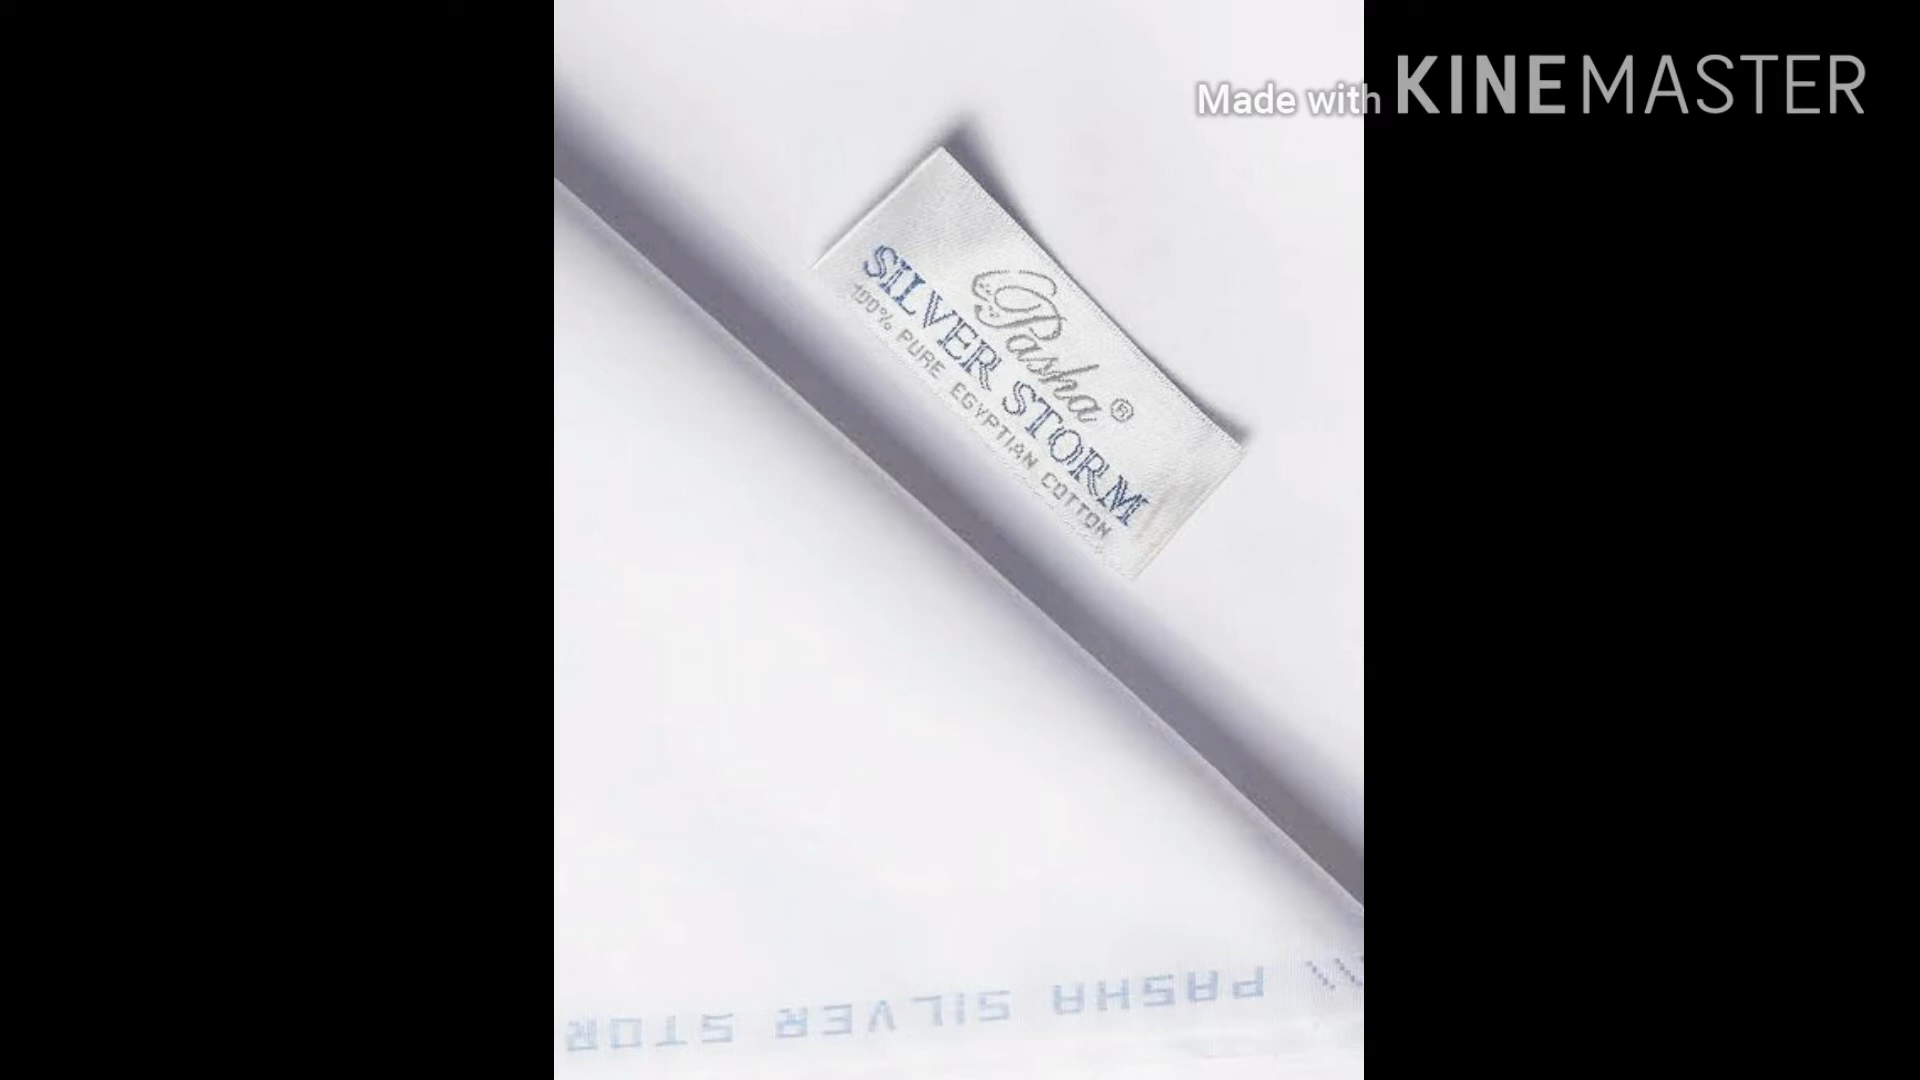 Made with KINEMASTER
Pasha®
SILVER STORM
100% PURE EGYPTIAN COTTON
PASHA SILVER STOR